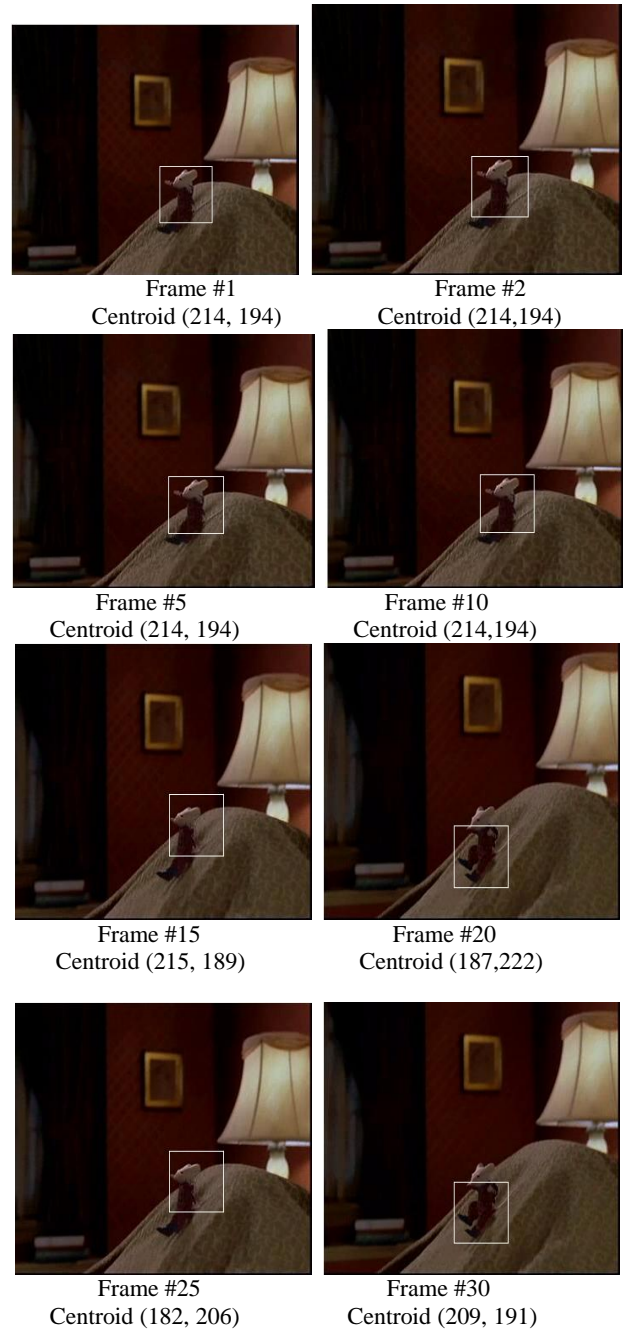 Frame #1
Centroid (214, 194)
Frame #2
Centroid (214,194)
Frame #5
Centroid (214, 194)
Frame #10
Centroid (214,194)
Frame #15
Centroid (215, 189)
Frame #20
Centroid (187,222)
Frame #25
Centroid (182, 206)
Frame #30
Centroid (209, 191)